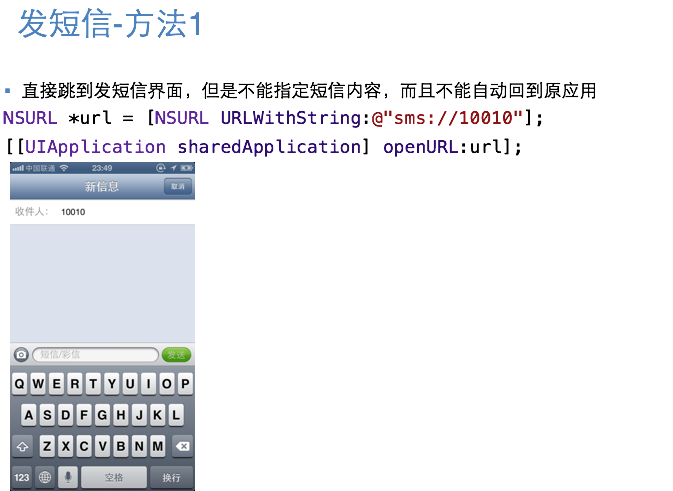 发短信-方法1
▪ 直接跳到发短信界面，但是不能指定短信内容，而且不能自动回到原应用
NSURL *url = [NSURL URLWithString:@"sms://10010"];
[[UIApplication sharedApplication] openURL:url];
中国联通 23:49
新信息 取消
收件人： 10010
短信/彩信 发送
Q W E R T Y U I O P
A S D F G H J K L
Z X C V B N M
123 空格 换行